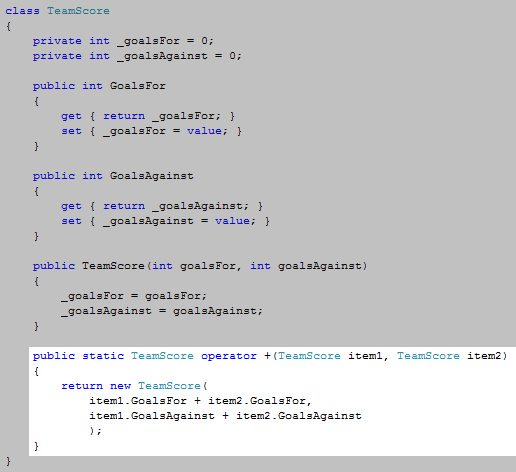 class TeamScore
{
    private int _goalsFor = 0;
    private int _goalsAgainst = 0;

    public int GoalsFor
    {
        get { return _goalsFor; }
        set { _goalsFor = value; }
    }

    public int GoalsAgainst
    {
        get { return _goalsAgainst; }
        set { _goalsAgainst = value; }
    }

    public TeamScore(int goalsFor, int goalsAgainst)
    {
        _goalsFor = goalsFor;
        _goalsAgainst = goalsAgainst;
    }

    public static TeamScore operator +(TeamScore item1, TeamScore item2)
    {
        return new TeamScore(
            item1.GoalsFor + item2.GoalsFor,
            item1.GoalsAgainst + item2.GoalsAgainst
            );
    }
}